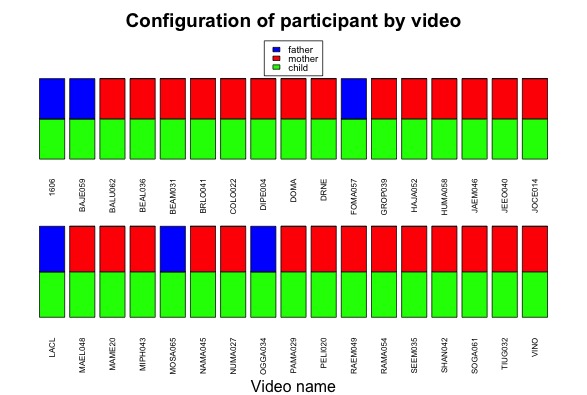 Configuration of participant by video
father
mother
child
1606
BAJE059
BALU062
BEAL036
BEAM031
BRLO041
COLO022
DIPE004
DOMA
DRNE
FOMA057
GROP039
HAJA052
HUMA058
JAEM046
JEEO040
JOCE014
LACL
MAEL048
MAME20
MIPH043
MOSA065
NAMA045
NUMA027
OGGA034
PAMA029
PELI020
RAEM049
RAMA054
SEEM035
SHAN042
SOGA061
TIUG032
VINO
Video name